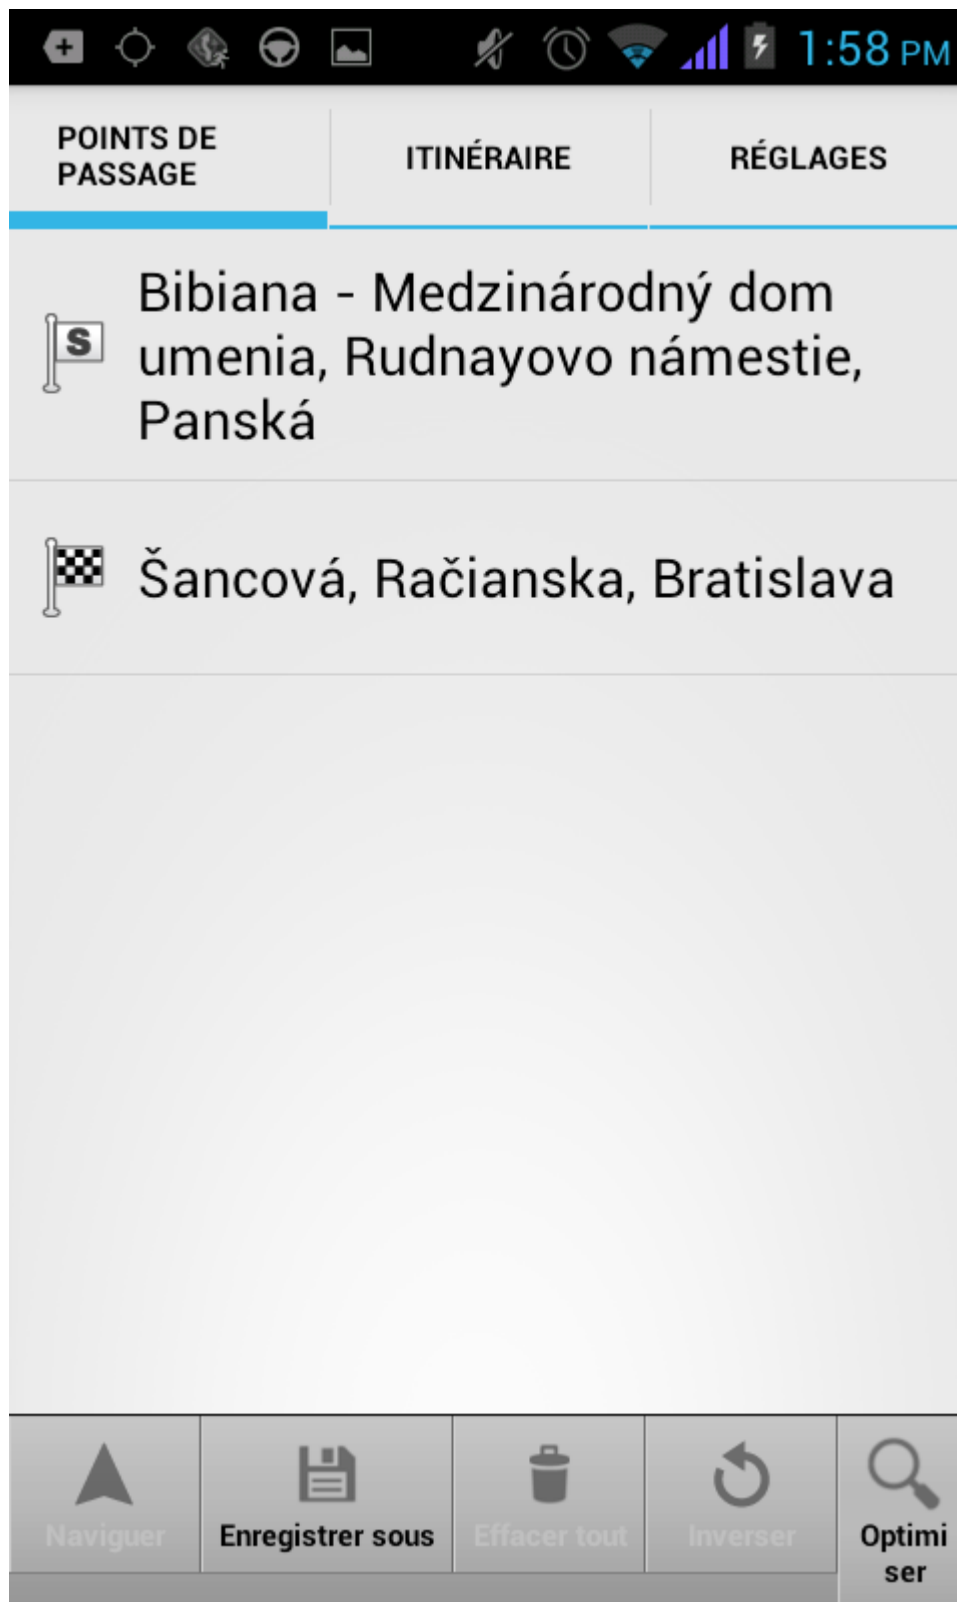 1:58 PM
POINTS DE
PASSAGE
ITINÉRAIRE
RÉGLAGES
S
Bibiana - Medzinárodný dom
umenia, Rudnayovo námestie,
Panská
Šancová, Račianska, Bratislava
Naviguer
Enregistrer sous
Effacer tout
Inverser
Optimi
ser